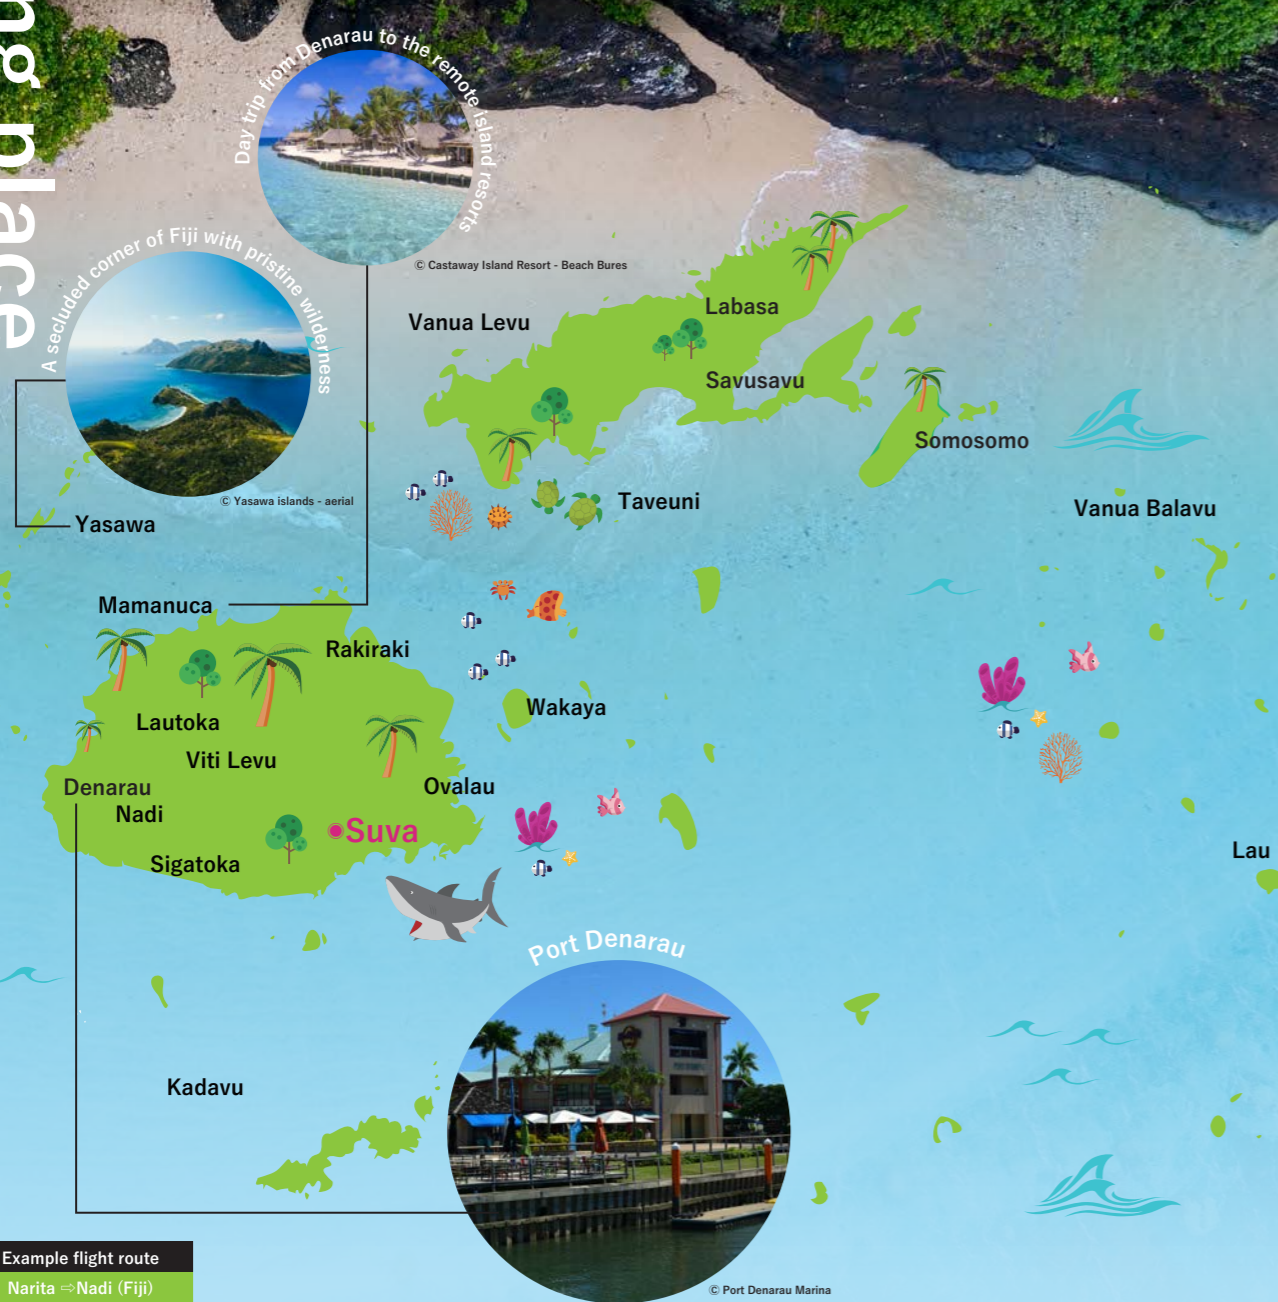 ng place
Day trip from Denarau to the remote island resorts
© Castaway Island Resort - Beach Bures
A secluded corner of Fiji with pristine wilderness
© Yasawa islands - aerial
Vanua Levu
Labasa
Savusavu
Somosomo
Taveuni
Vanua Balavu
Yasawa
Mamanuca
Rakiraki
Wakaya
Lautoka
Viti Levu
Denarau
Ovalau
Nadi
Suva
Sigatoka
Lau
Port Denarau
Kadavu
© Port Denarau Marina
Example flight route
Narita ⇨Nadi (Fiji)